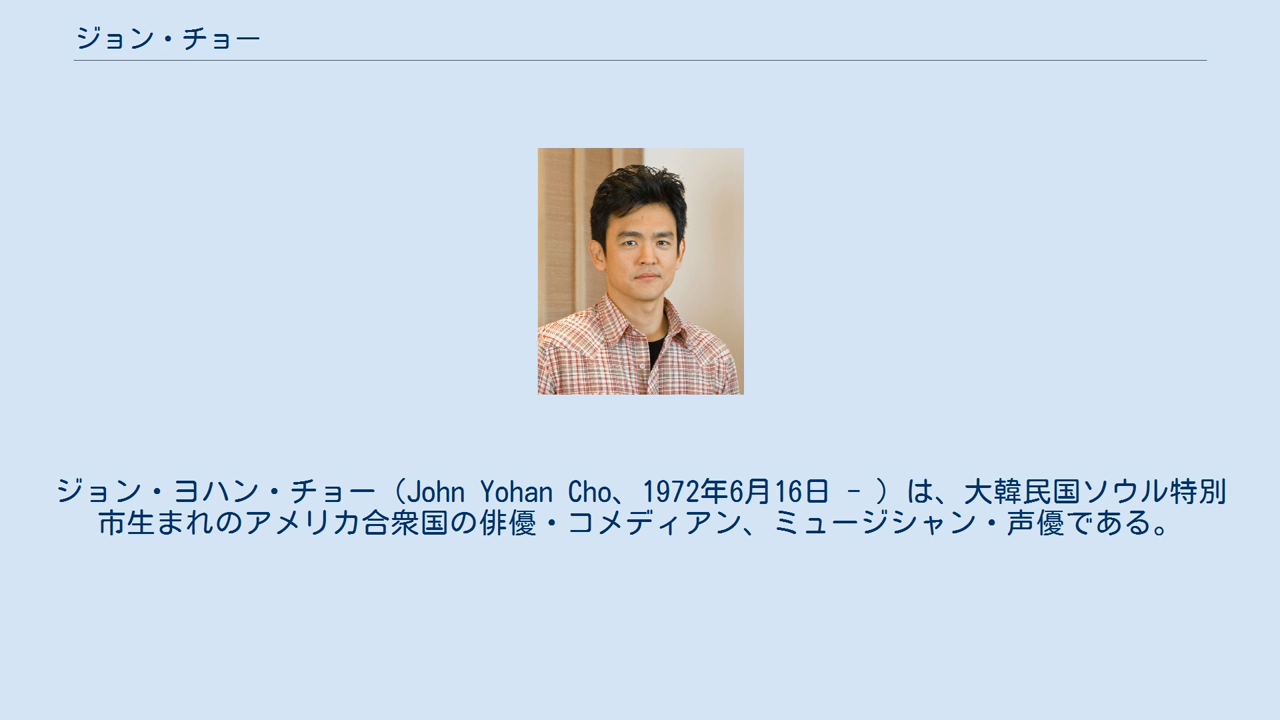 ジョン・チョー
ジョン・ヨハン・チョー（John Yohan Cho、1972年6月16日 - ）は、大韓民国ソウル特別
市生まれのアメリカ合衆国の俳優・コメディアン、ミュージシャン・声優である。